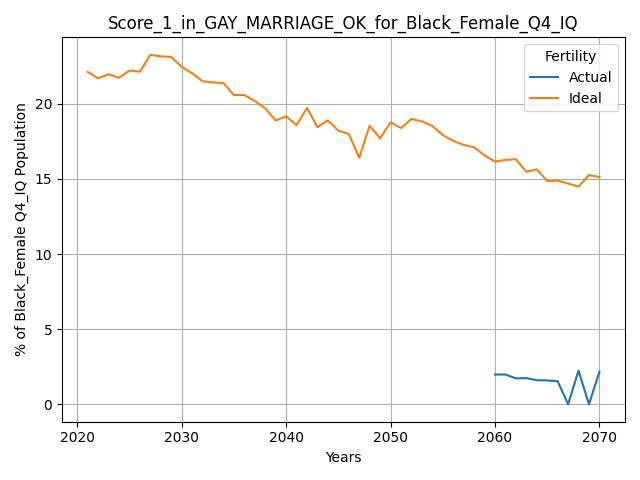 Score_1_in_GAY_MARRIAGE_OK_for_Black_Female_Q4_IQ
Fertility
Actual
Ideal
% of Black_Female Q4_IQ Population
20
15
10
5
0
2020 2030 2040 2050 2060 2070
Years